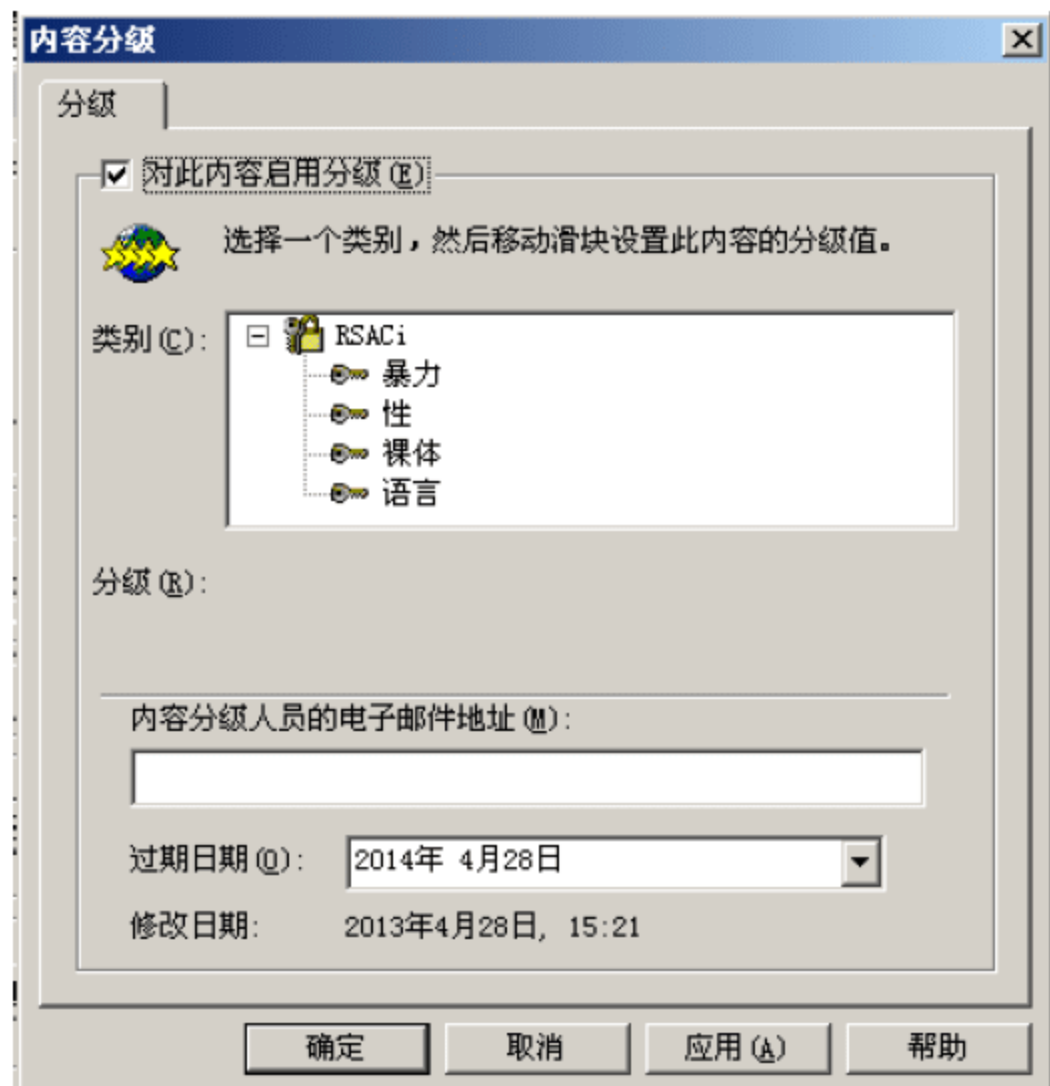 内容分级
分级
对此内容启用分级(E)
选择一个类别，然后移动滑块设置此内容的分级值。
类别(C):
RSACi
暴力
性
裸体
语言
分级(R):
内容分级人员的电子邮件地址(M):
过期日期(O): 2014年 4月28日
修改日期: 2013年4月28日, 15:21
确定 取消 应用(A) 帮助